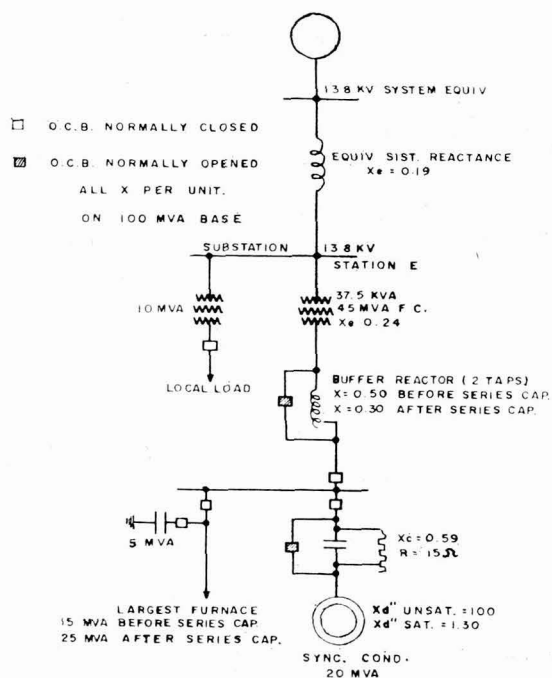 13.8 KV SYSTEM EQUIV
O.C.B. NORMALLY CLOSED
O.C.B. NORMALLY OPENED
ALL X PER UNIT.
ON 100 MVA BASE
EQUIV SIST. REACTANCE
Xe = 0.19
SUBSTATION
13.8 KV
STATION E
10 MVA
37.5 KVA
45 MVA F C.
Xe 0.24
LOCAL LOAD
BUFFER REACTOR (2 TAPS)
X = 0.50 BEFORE SERIES CAP.
X = 0.30 AFTER SERIES CAP.
5 MVA
Xc = 0.59
R = 15 Ω
LARGEST FURNACE
15 MVA BEFORE SERIES CAP.
25 MVA AFTER SERIES CAP.
Xd" UNSAT. = 100
Xd" SAT. = 1.30
SYNC. COND.
20 MVA